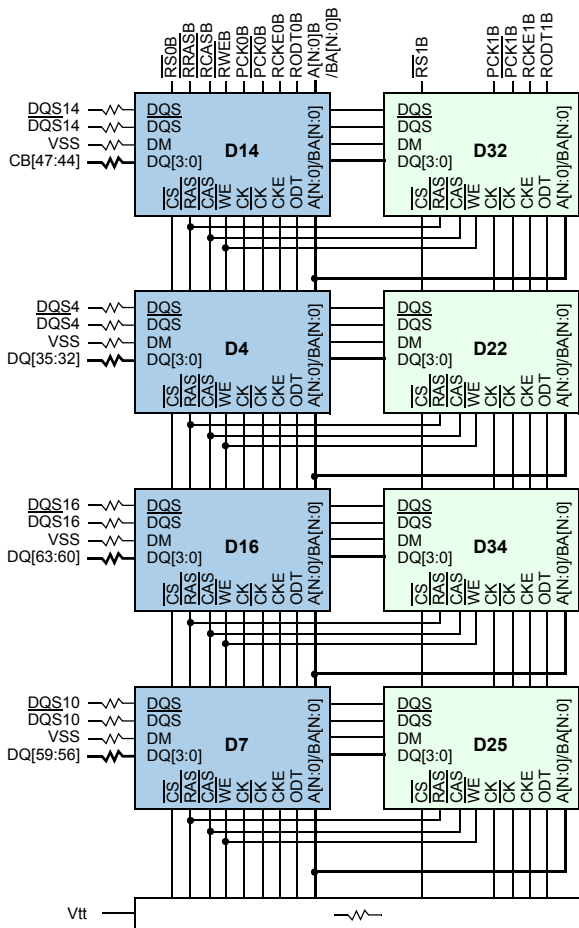 RS0B
RRASB
RCASB
RWEB
PCK0B
PCK0B
RCKE0B
RODT0B
A[N:0]B
/BA[N:0]B
RS1B
PCK1B
PCK1B
RCKE1B
RODT1B
DQS14
DQS14
VSS
CB[47:44]
DQS
DQS
DM
DQ[3:0]
D14
CS
RAS
CAS
WE
CK
CK
CKE
ODT
A[N:0]/BA[N:0]
DQS
DQS
DM
DQ[3:0]
D32
CS
RAS
CAS
WE
CK
CK
CKE
ODT
A[N:0]/BA[N:0]
DQS4
DQS4
VSS
DQ[35:32]
DQS
DQS
DM
DQ[3:0]
D4
CS
RAS
CAS
WE
CK
CK
CKE
ODT
A[N:0]/BA[N:0]
DQS
DQS
DM
DQ[3:0]
D22
CS
RAS
CAS
WE
CK
CK
CKE
ODT
A[N:0]/BA[N:0]
DQS16
DQS16
VSS
DQ[63:60]
DQS
DQS
DM
DQ[3:0]
D16
CS
RAS
CAS
WE
CK
CK
CKE
ODT
A[N:0]/BA[N:0]
DQS
DQS
DM
DQ[3:0]
D34
CS
RAS
CAS
WE
CK
CK
CKE
ODT
A[N:0]/BA[N:0]
DQS10
DQS10
VSS
DQ[59:56]
DQS
DQS
DM
DQ[3:0]
D7
CS
RAS
CAS
WE
CK
CK
CKE
ODT
A[N:0]/BA[N:0]
DQS
DQS
DM
DQ[3:0]
D25
CS
RAS
CAS
WE
CK
CK
CKE
ODT
A[N:0]/BA[N:0]
Vtt